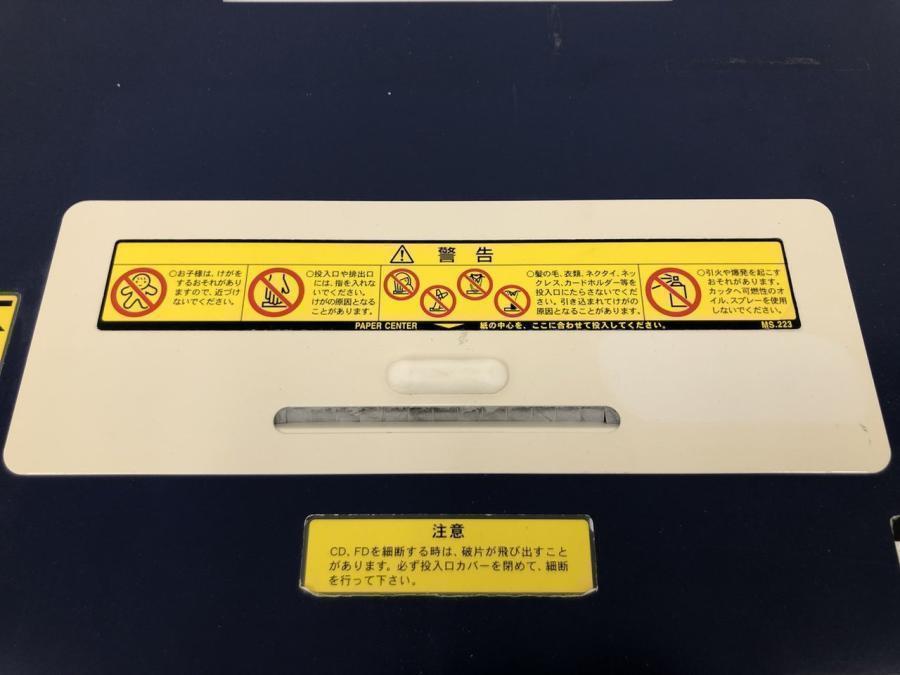 警告
○お子様は、けがを
するおそれがあり
ますので、近づけ
ないでください。
○投入口や排出口
には、指を入れな
いでください。
けがの原因となる
ことがあります。
○髪の毛、衣類、ネクタイ、ネッ
クレス、カードホルダー等を
投入口にたらさないでくだ
さい。引き込まれてけがの
原因となることがあります。
○引火や爆発を起こす
おそれがあります。
カッタへ可燃性のオ
イル、スプレーを使用
しないでください。
PAPER CENTER 紙の中心を、ここに合わせて投入してください。 MS.223
注意
CD、FDを細断する時は、破片が飛び出すこと
があります。必ず投入口カバーを閉めて、細断
を行って下さい。